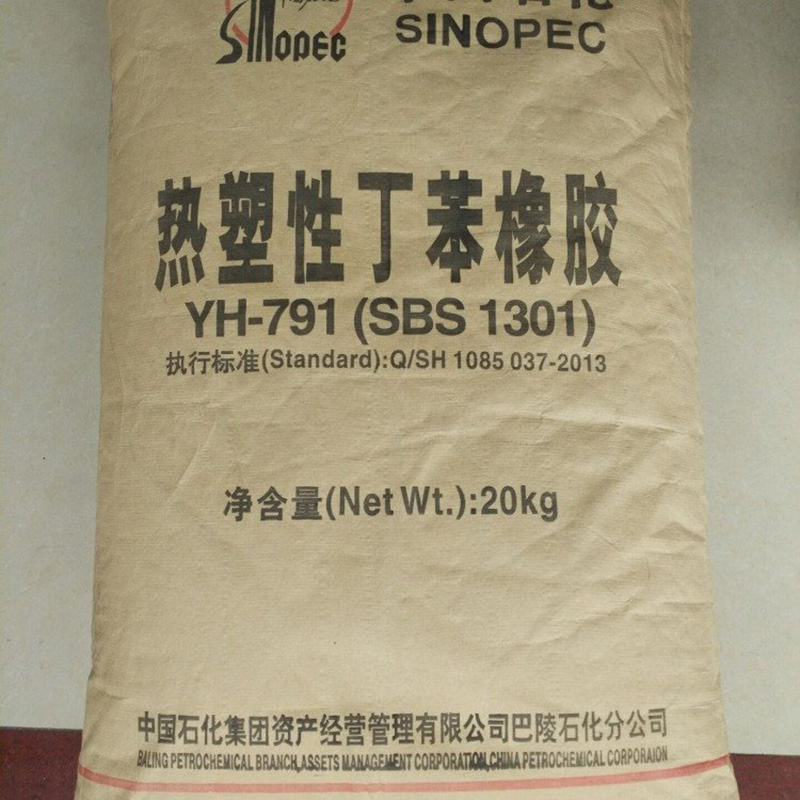 SINOPEC
SINOPEC
热塑性丁苯橡胶
YH-791 (SBS 1301)
执行标准(Standard):Q/SH 1085 037-2013
净含量(Net Wt.):20kg
中国石化集团资产经营管理有限公司巴陵石化分公司
BALING PETROCHEMICAL BRANCH,ASSETS MANAGEMENT CORPORATION,CHINA PETROCHEMICAL CORPORAION